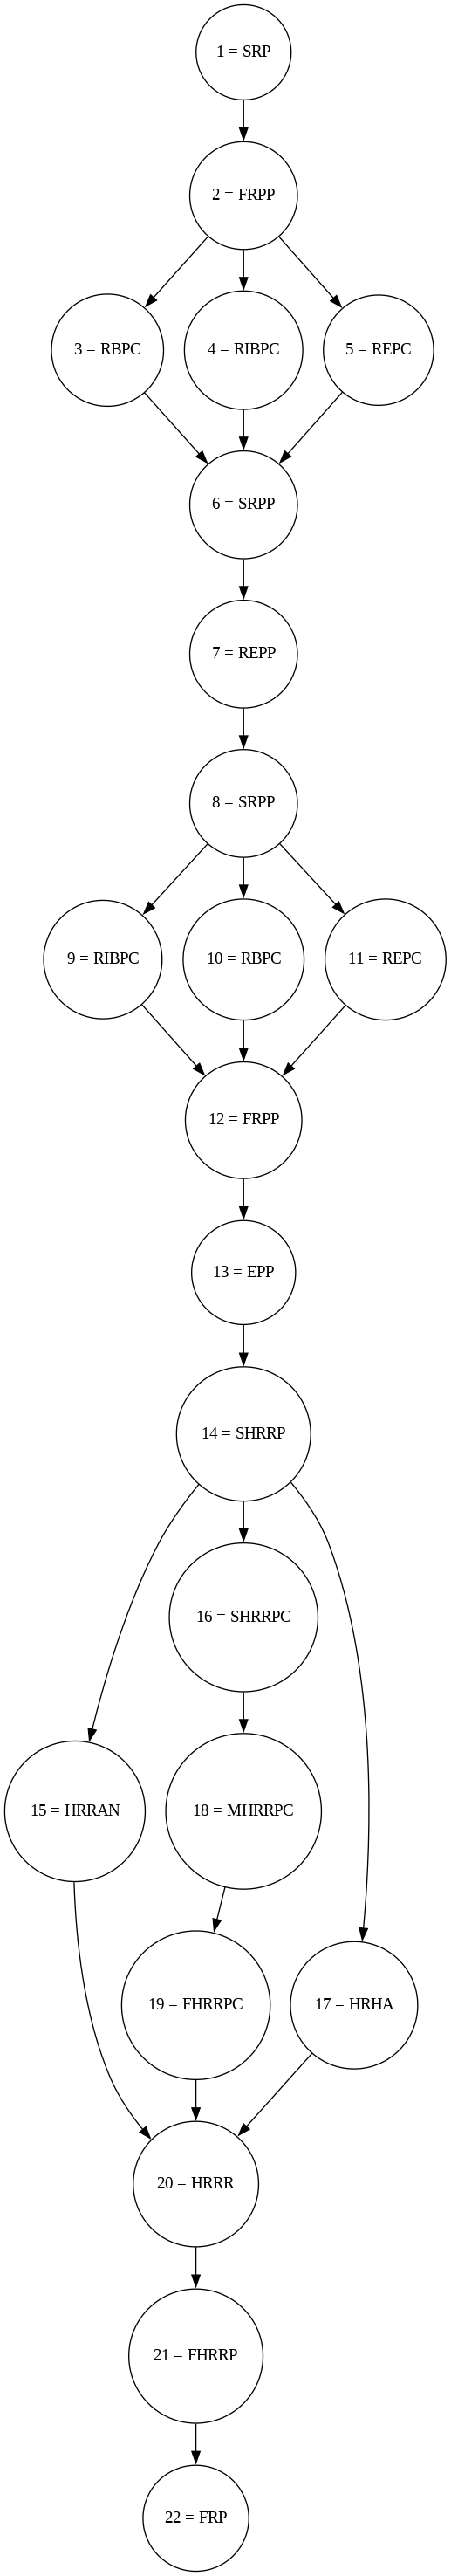 1 = SRP
2 = FRPP
3 = RBPC
4 = RIBPC
5 = REPC
6 = SRPP
7 = REPP
8 = SRPP
9 = RIBPC
10 = RBPC
11 = REPC
12 = FRPP
13 = EPP
14 = SHRRP
16 = SHRRPC
15 = HRRAN
18 = MHRRPC
19 = FHRRPC
17 = HRHA
20 = HRRR
21 = FHRRP
22 = FRP